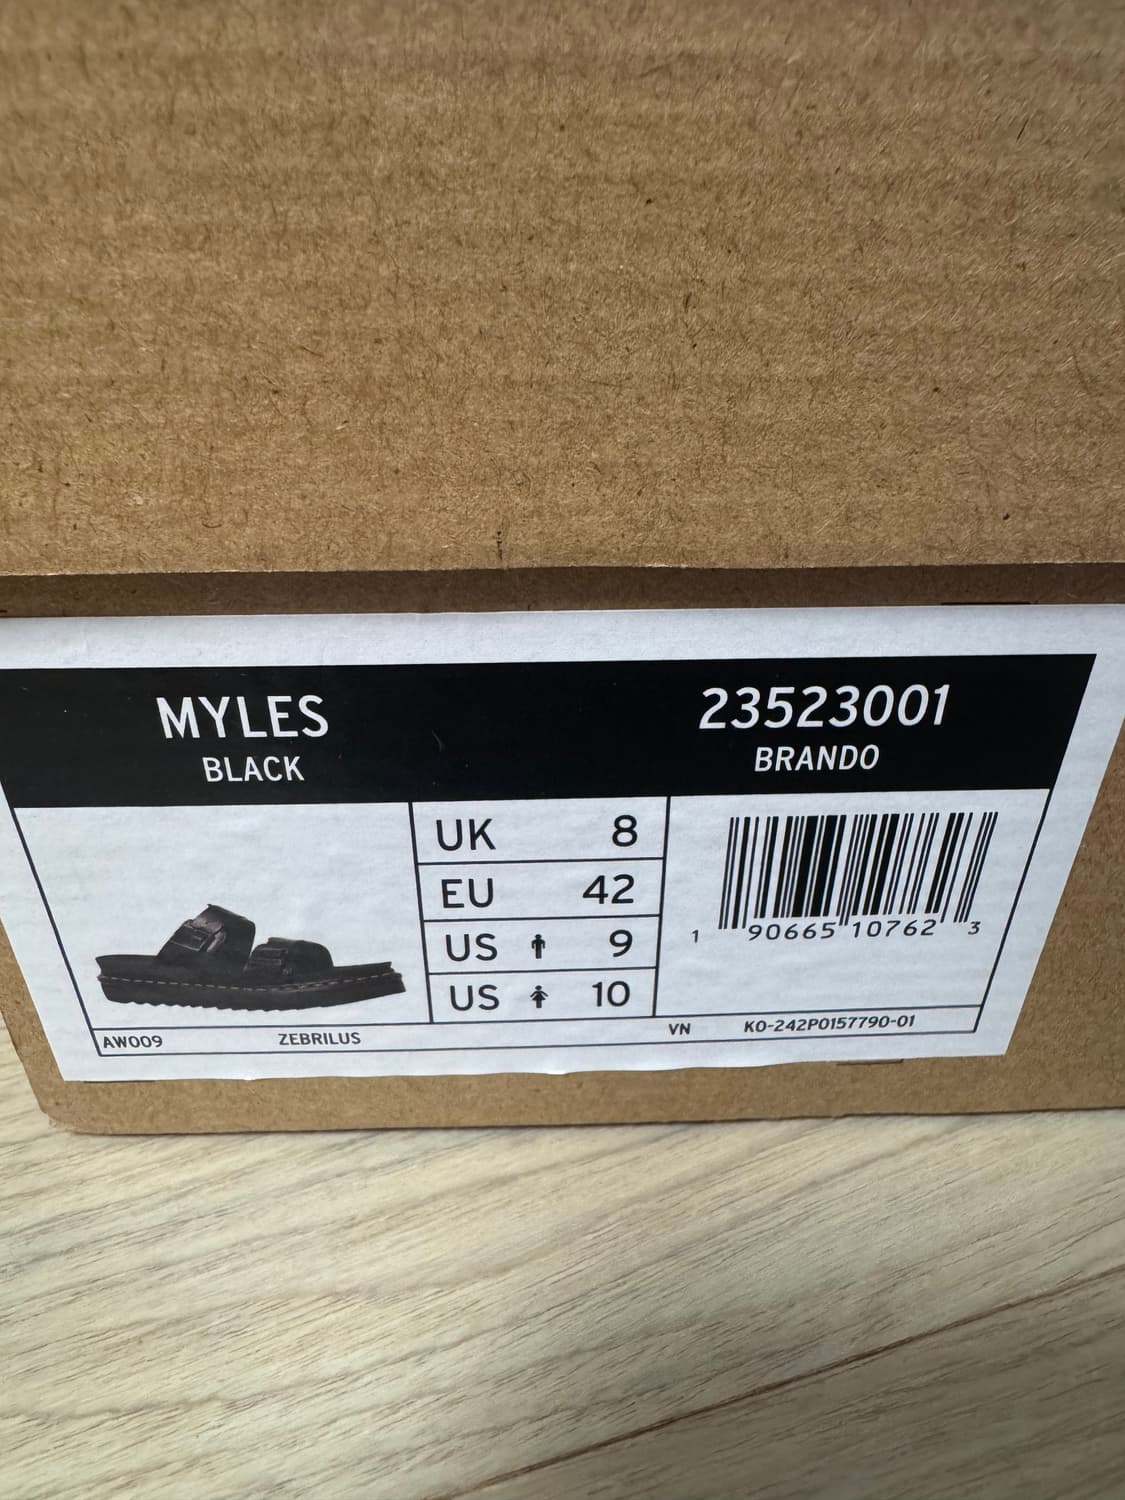 MYLES
BLACK
23523001
BRANDO
UK 8
EU 42
US 9
US 10
1 90665 10762 3
AW009 ZEBRILUS VN KO-242P0157790-01